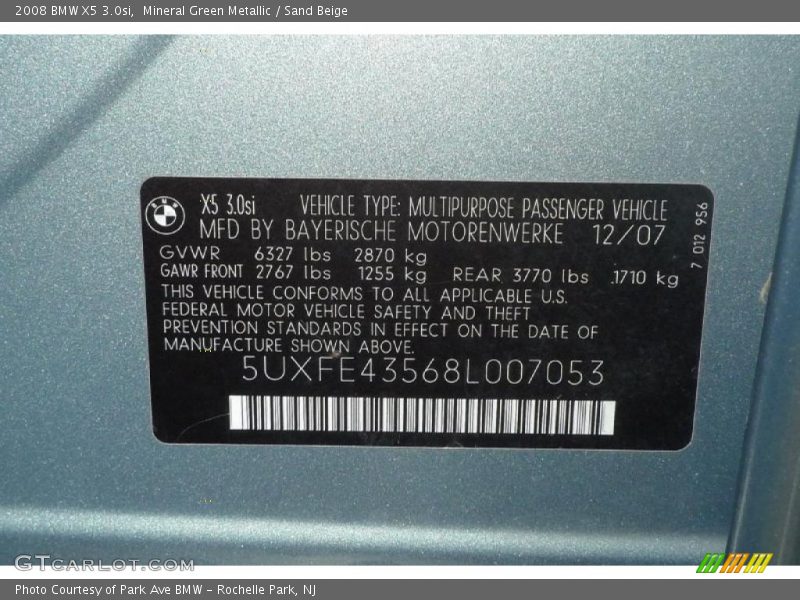 2008 BMW X5 3.0si, Mineral Green Metallic / Sand Beige
BMW
X5 3.0si VEHICLE TYPE: MULTIPURPOSE PASSENGER VEHICLE
MFD BY BAYERISCHE MOTORENWERKE 12/07
GVWR 6327 lbs 2870 kg
GAWR FRONT 2767 lbs 1255 kg REAR 3770 lbs 1710 kg
THIS VEHICLE CONFORMS TO ALL APPLICABLE U.S.
FEDERAL MOTOR VEHICLE SAFETY AND THEFT
PREVENTION STANDARDS IN EFFECT ON THE DATE OF
MANUFACTURE SHOWN ABOVE.
5UXFE43568L007053
7 012 956
GTCARLOT.COM
Photo Courtesy of Park Ave BMW - Rochelle Park, NJ